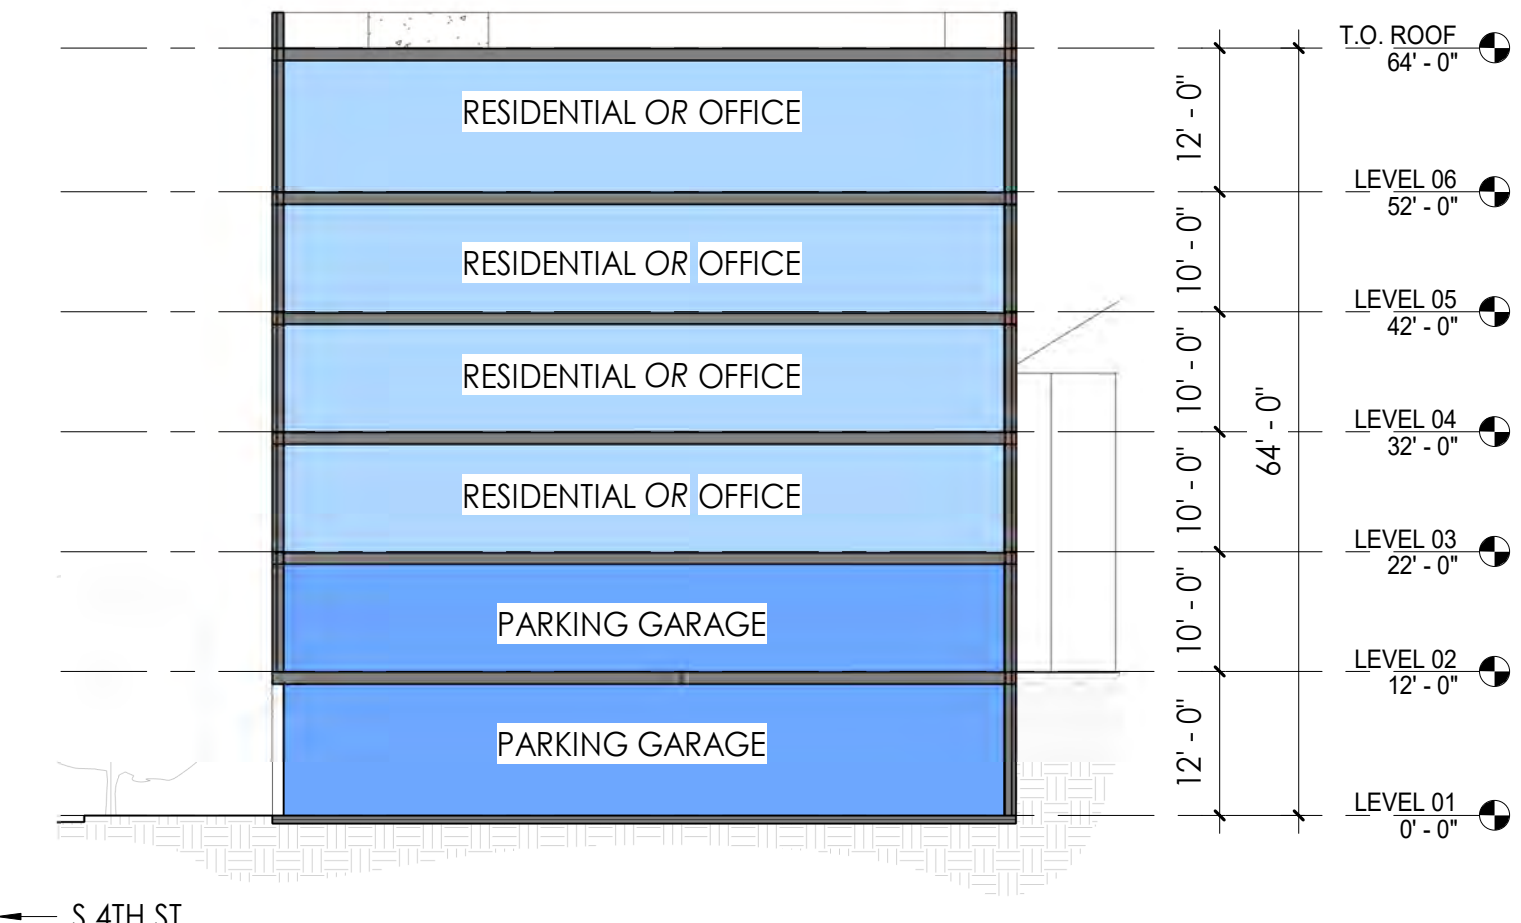 T.O. ROOF
64' - 0"
12' - 0"
RESIDENTIAL OR OFFICE
LEVEL 06
52' - 0"
10' - 0"
RESIDENTIAL OR OFFICE
LEVEL 05
42' - 0"
10' - 0"
RESIDENTIAL OR OFFICE
LEVEL 04
32' - 0"
64' - 0"
10' - 0"
RESIDENTIAL OR OFFICE
LEVEL 03
22' - 0"
10' - 0"
PARKING GARAGE
LEVEL 02
12' - 0"
12' - 0"
PARKING GARAGE
LEVEL 01
0' - 0"
S 4TH ST